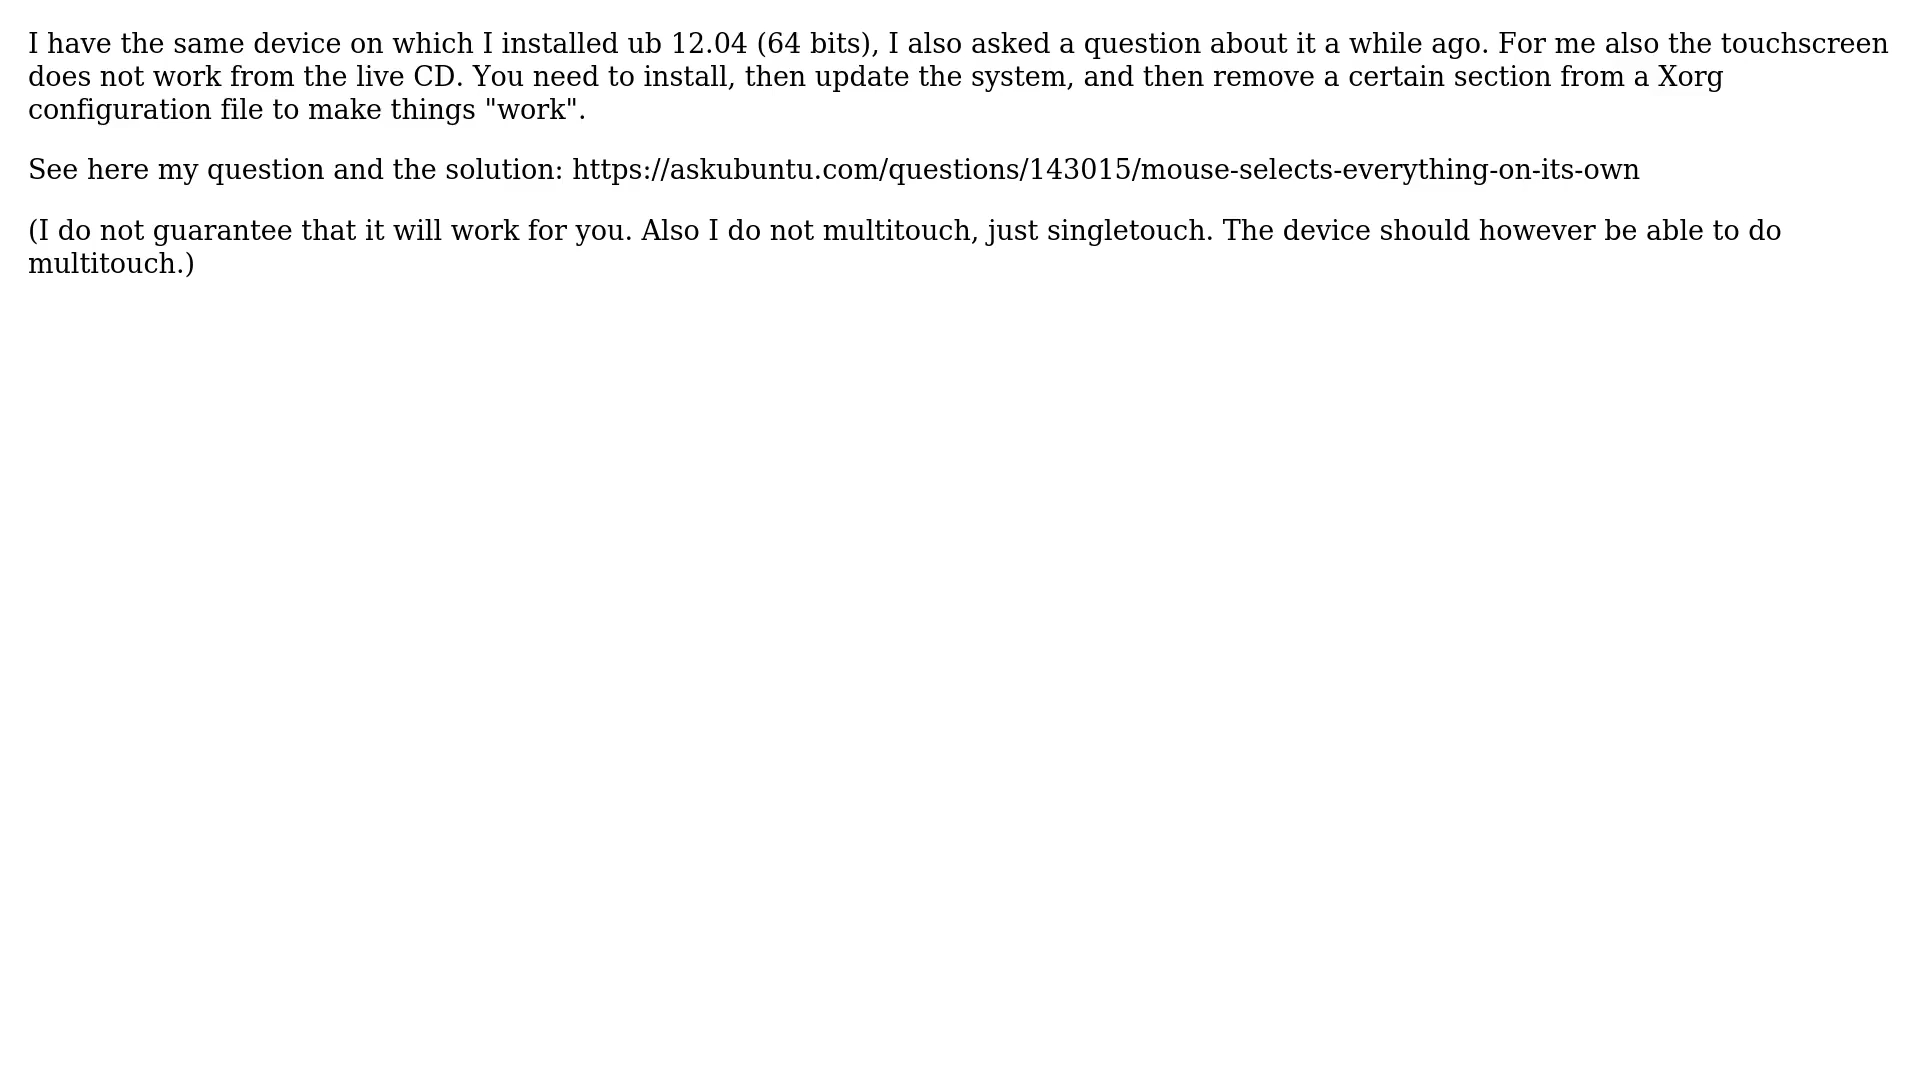 I have the same device on which I installed ub 12.04 (64 bits), I also asked a question about it a while ago. For me also the touchscreen
does not work from the live CD. You need to install, then update the system, and then remove a certain section from a Xorg
configuration file to make things "work".
See here my question and the solution: https://askubuntu.com/questions/143015/mouse-selects-everything-on-its-own
(I do not guarantee that it will work for you. Also I do not multitouch, just singletouch. The device should however be able to do
multitouch.)